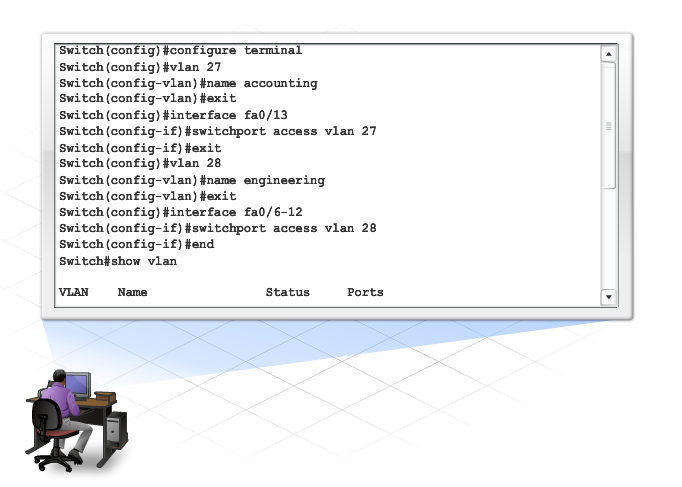 Switch(config)#configure terminal
Switch(config)#vlan 27
Switch(config-vlan)#name accounting
Switch(config-vlan)#exit
Switch(config)#interface fa0/13
Switch(config-if)#switchport access vlan 27
Switch(config-if)#exit
Switch(config)#vlan 28
Switch(config-vlan)#name engineering
Switch(config-vlan)#exit
Switch(config)#interface fa0/6-12
Switch(config-if)#switchport access vlan 28
Switch(config-if)#end
Switch#show vlan
VLAN Name Status Ports